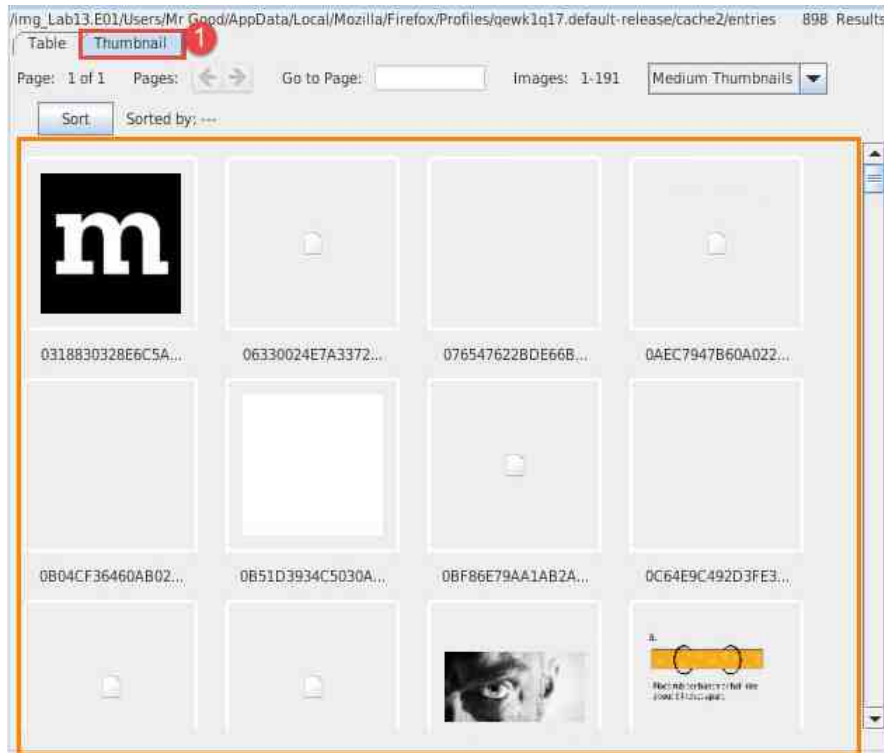 /img_Lab13.E01/Users/Mr Good/AppData/Local/Mozilla/Firefox/Profiles/qewk1q17.default-release/cache2/entries 898 Results
Table Thumbnail 1
Page: 1 of 1 Pages: Go to Page: Images: 1-191 Medium Thumbnails
Sort Sorted by: ---
m
0318830328E6C5A... 06330024E7A3372... 076547622BDE66B... 0AEC7947B60A022...
0B04CF36460AB02... 0B51D3934C5030A... 0BF86E79AA1AB2A... 0C64E9C492D3FE3...
a.